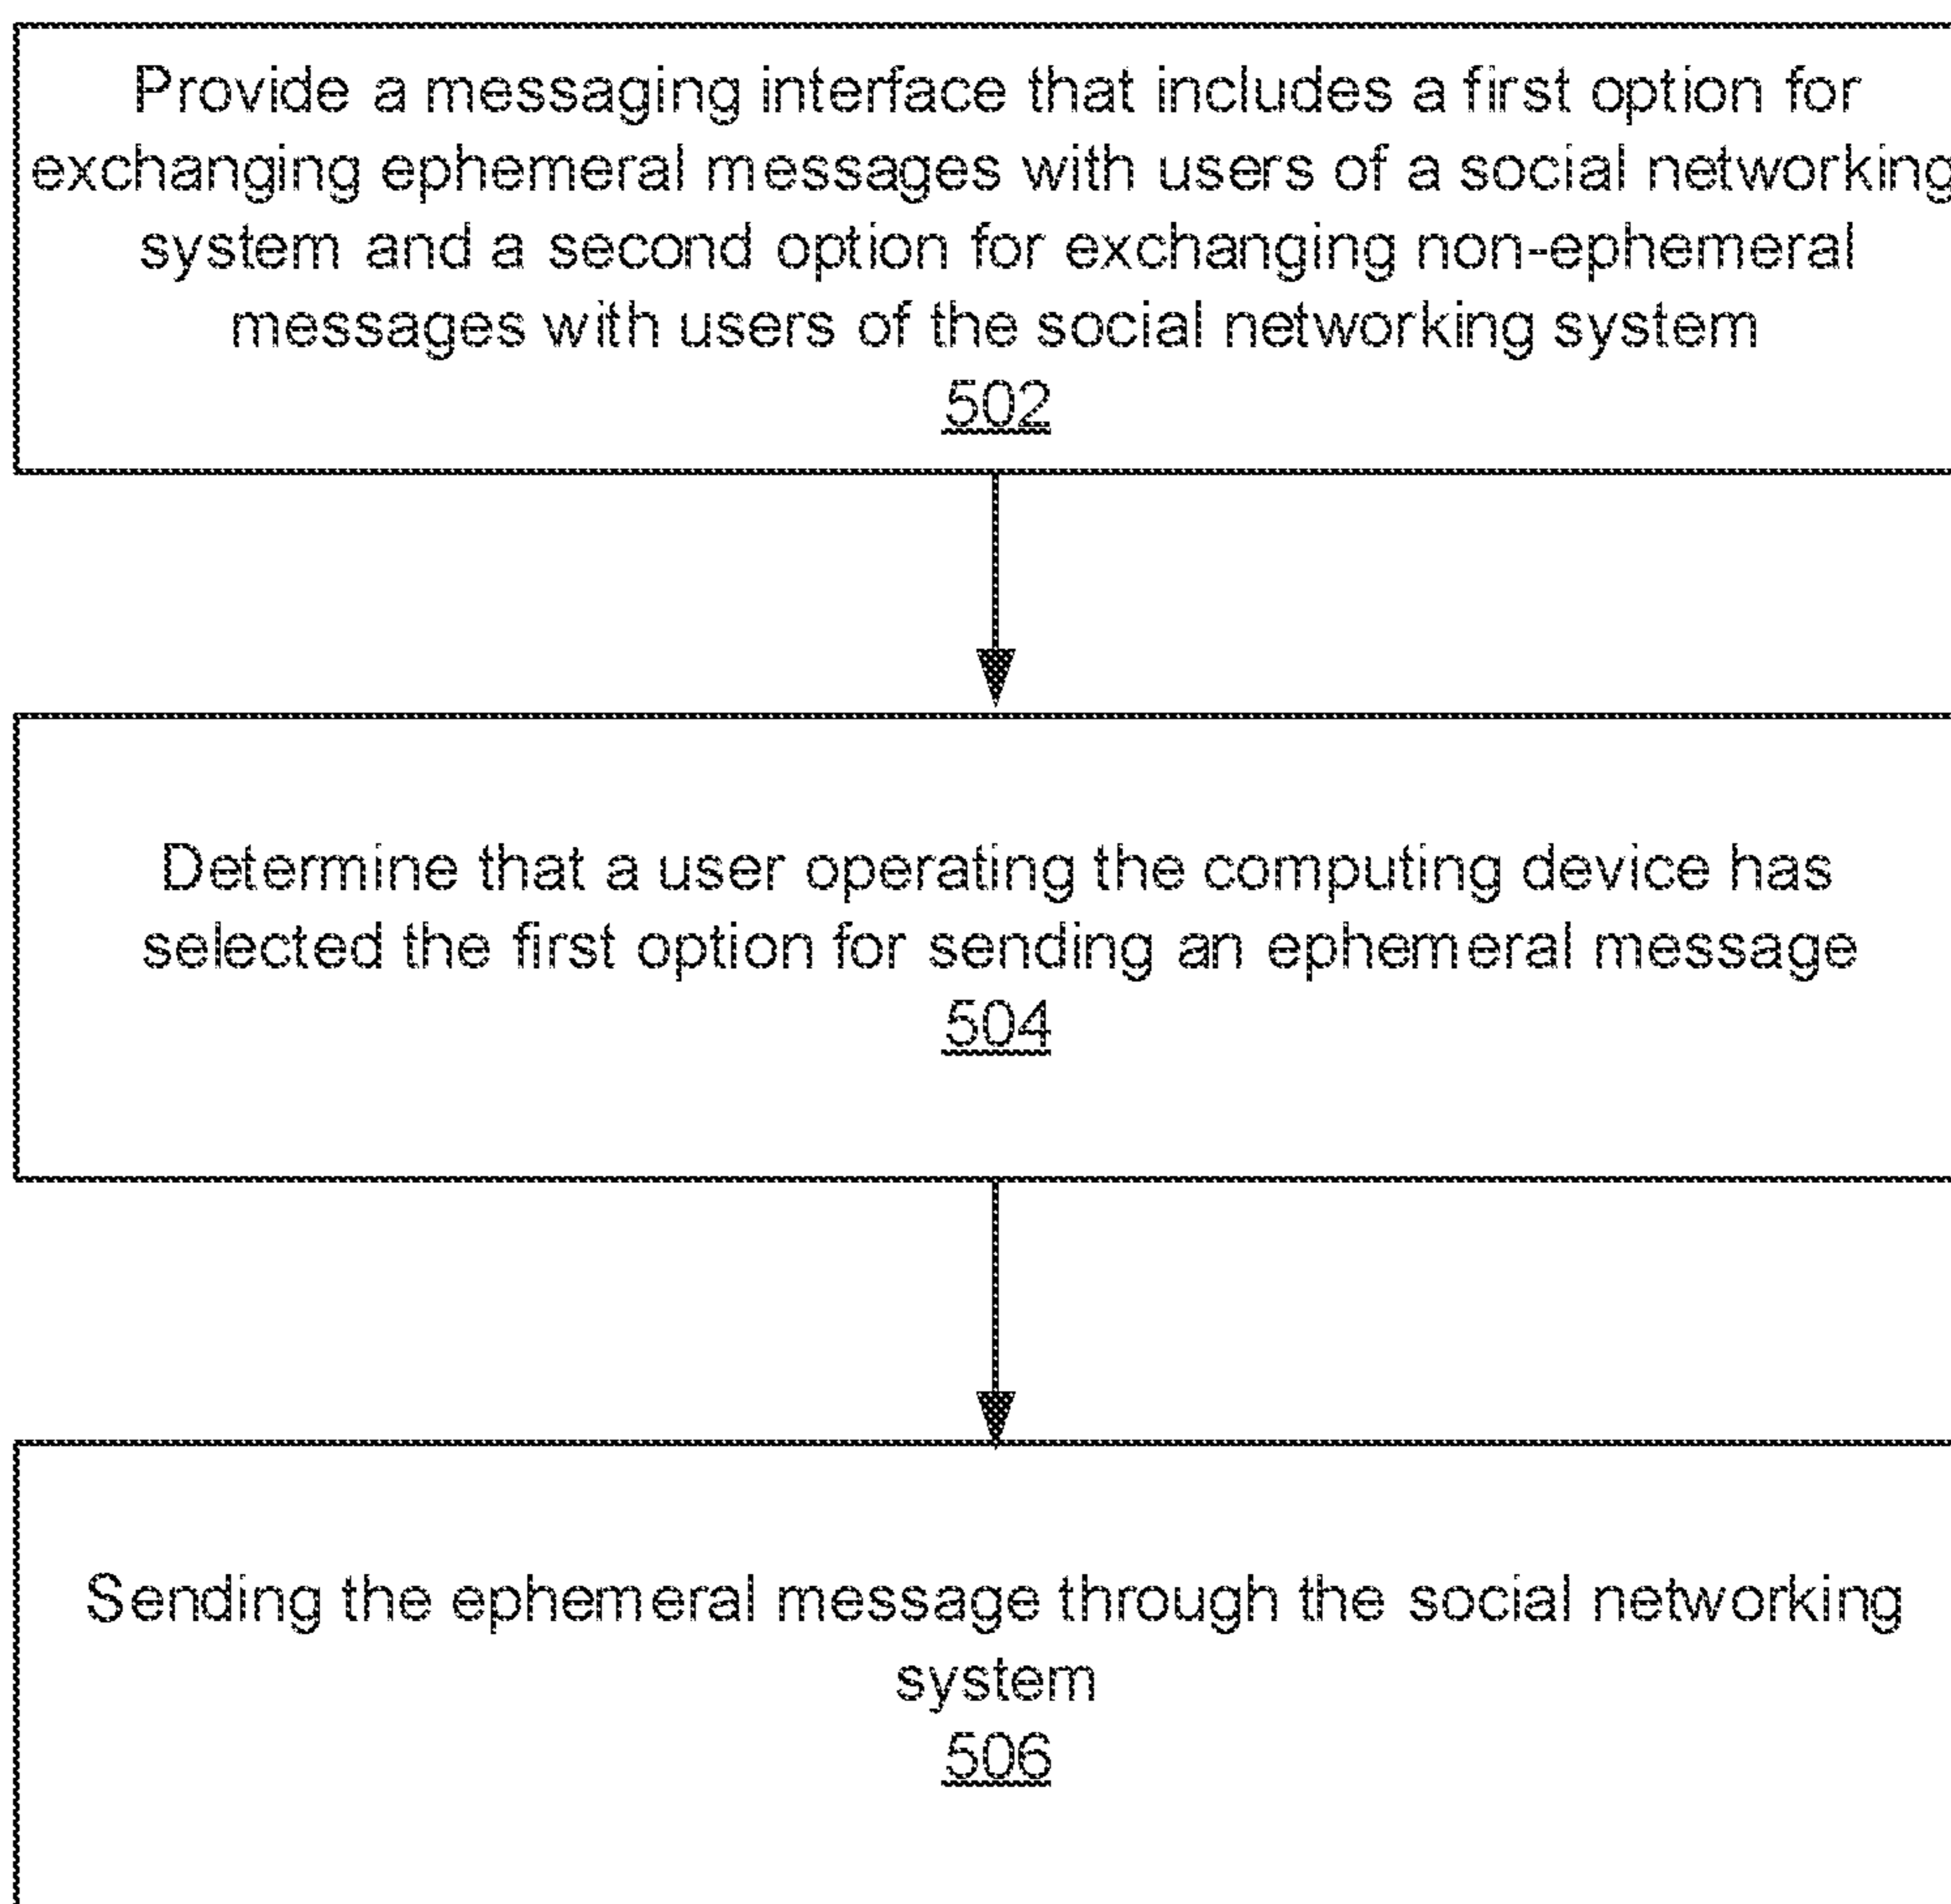 Provide a messaging interface that includes a first option for
exchanging ephemeral messages with users of a social networking
system and a second option for exchanging non-ephemeral
messages with users of the social networking system
502
Determine that a user operating the computing device has
selected the first option for sending an ephemeral message
504
Sending the ephemeral message through the social networking
system
506